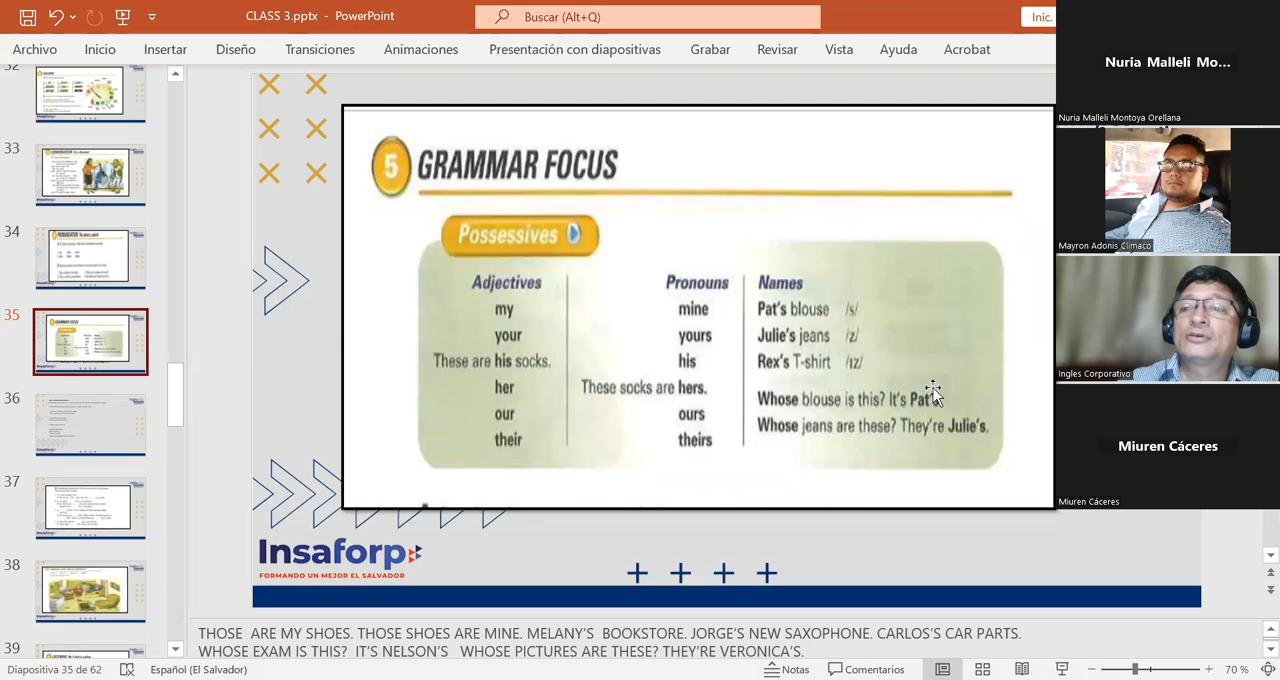 CLASS 3.pptx - PowerPoint
Buscar (Alt+Q)
Inic.
Archivo Inicio Insertar Diseño Transiciones Animaciones Presentación con diapositivas Grabar Revisar Vista Ayuda Acrobat
32
33
34
35
36
37
38
39
5 GRAMMAR FOCUS
Possessives
Adjectives Pronouns Names
my mine Pat's blouse /s/
your yours Julie's jeans /z/
These are his socks. his Rex's T-shirt /ɪz/
her These socks are hers.
Whose blouse is this? It's Pat's.
our ours
Whose jeans are these? They're Julie's.
their theirs
Insaforp
FORMANDO UN MEJOR EL SALVADOR
THOSE ARE MY SHOES. THOSE SHOES ARE MINE. MELANY'S BOOKSTORE. JORGE'S NEW SAXOPHONE. CARLOS'S CAR PARTS.
WHOSE EXAM IS THIS? IT'S NELSON'S WHOSE PICTURES ARE THESE? THEY'RE VERONICA'S.
Diapositiva 35 de 62 Español (El Salvador) Notas Comentarios 70 %
Nuria Malleli Mo...
Nuria Malleli Montoya Orellana
Mayron Adonis Climaco
Ingles Corporativo
Miuren Cáceres
Miuren Cáceres